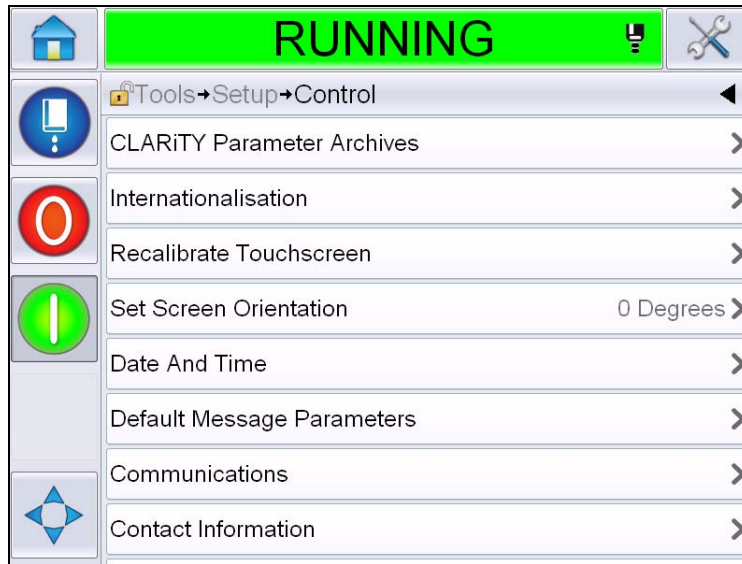 RUNNING
Tools→Setup→Control
CLARiTY Parameter Archives
Internationalisation
Recalibrate Touchscreen
Set Screen Orientation 0 Degrees
Date And Time
Default Message Parameters
Communications
Contact Information